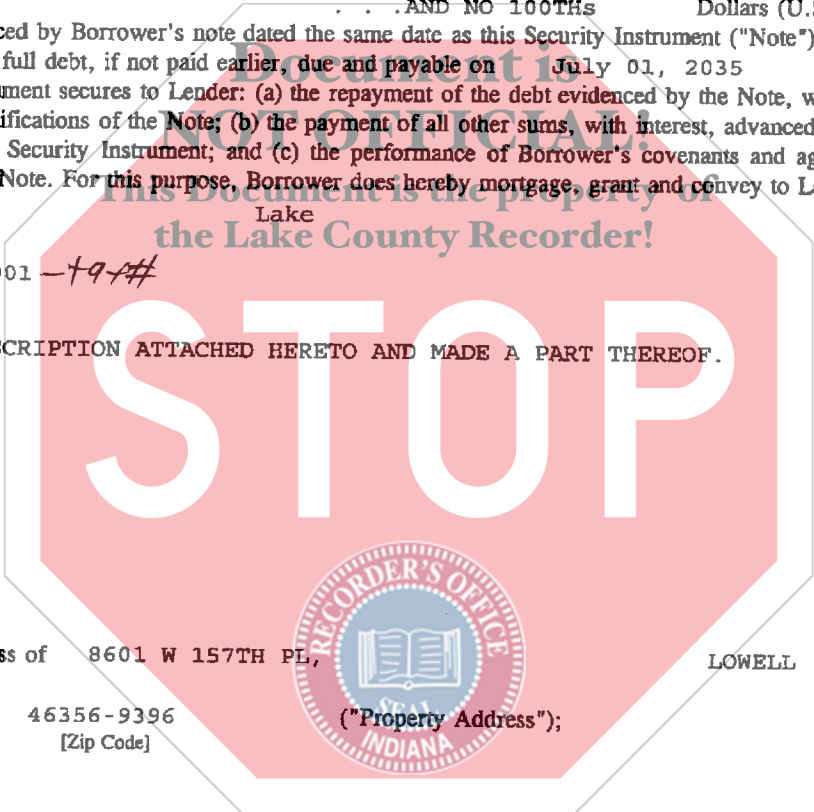 . . .AND NO 100THs Dollars (U.S
ced by Borrower's note dated the same date as this Security Instrument ("Note")
Document is
full debt, if not paid earlier, due and payable on July 01, 2035
ument secures to Lender: (a) the repayment of the debt evidenced by the Note, w
ifications of the Note; (b) the payment of all other sums, with interest, advanced
NOT OFFICIAL!
Security Instrument; and (c) the performance of Borrower's covenants and ag
Note. For this purpose, Borrower does hereby mortgage, grant and convey to L
This Document is the property of
Lake
the Lake County Recorder!
01
SCRIPTION ATTACHED HERETO AND MADE A PART THEREOF.
STOP
RECORDER'S OFFICE
ss of 8601 W 157TH PL, LOWELL
SEAL
46356-9396 ("Property Address");
[Zip Code]
INDIANA